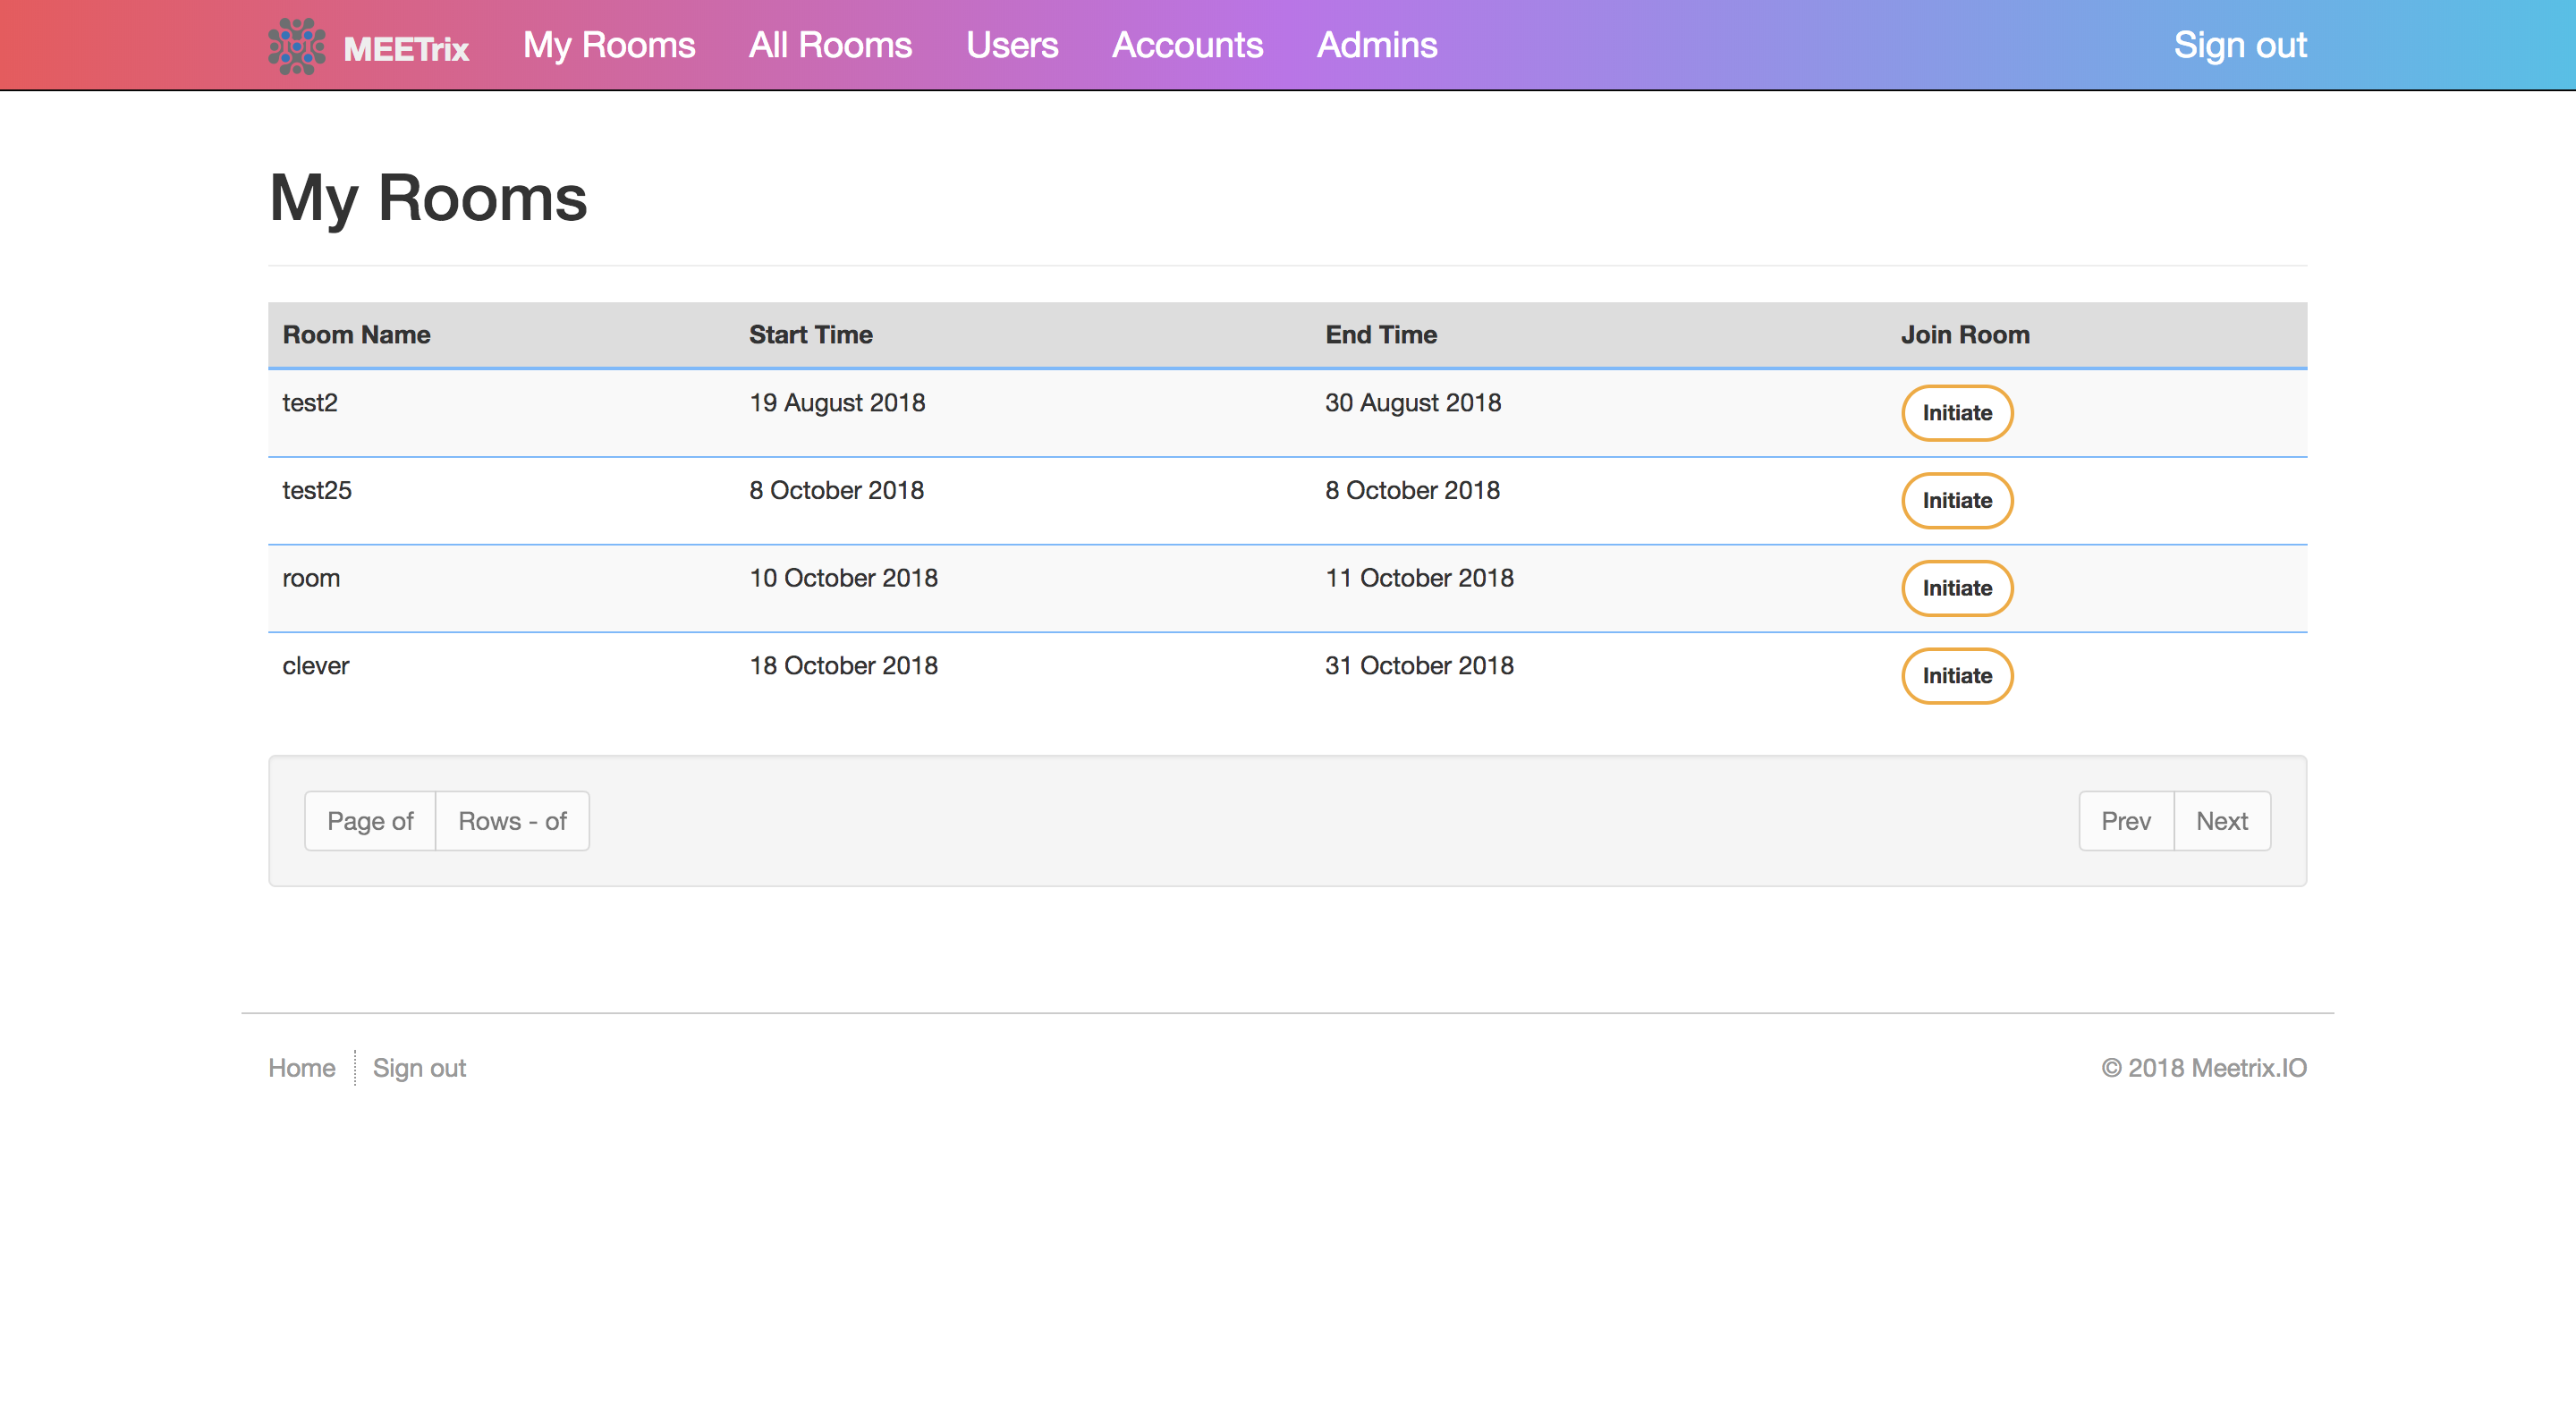 MEETrix My Rooms All Rooms Users Accounts Admins Sign out
My Rooms
Room Name Start Time End Time Join Room
test2 19 August 2018 30 August 2018 Initiate
test25 8 October 2018 8 October 2018 Initiate
room 10 October 2018 11 October 2018 Initiate
clever 18 October 2018 31 October 2018 Initiate
Page of Rows - of Prev Next
Home Sign out © 2018 Meetrix.IO